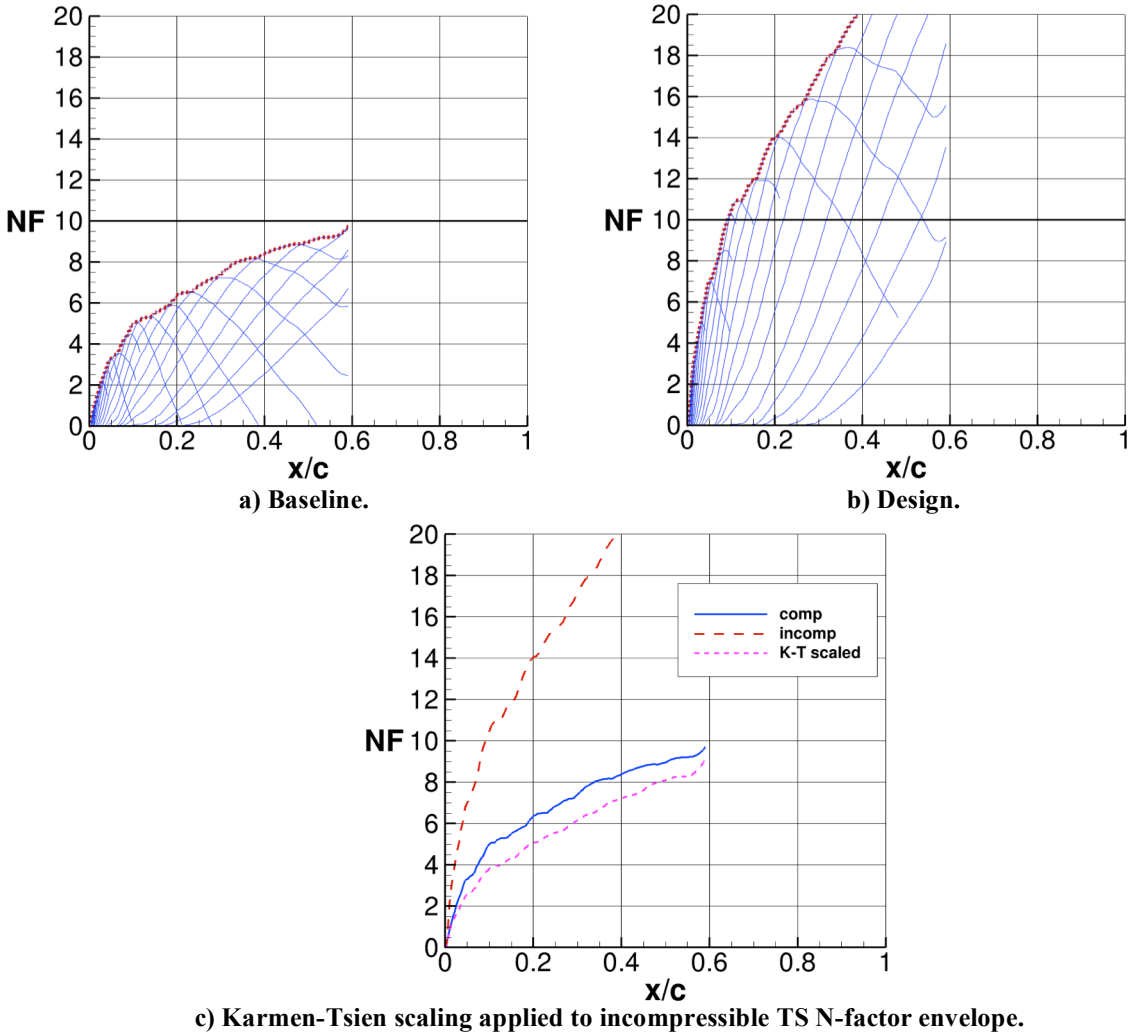 20
18
16
14
12
NF 10
8
6
4
2
0
0 0.2 0.4 0.6 0.8 1
x/c
a) Baseline.
20
18
16
14
12
NF 10
8
6
4
2
0
0 0.2 0.4 0.6 0.8 1
x/c
b) Design.
20
18
16
14
12
NF 10
8
6
4
2
0
0 0.2 0.4 0.6 0.8 1
x/c
comp
incomp
K-T scaled
c) Karmen-Tsien scaling applied to incompressible TS N-factor envelope.